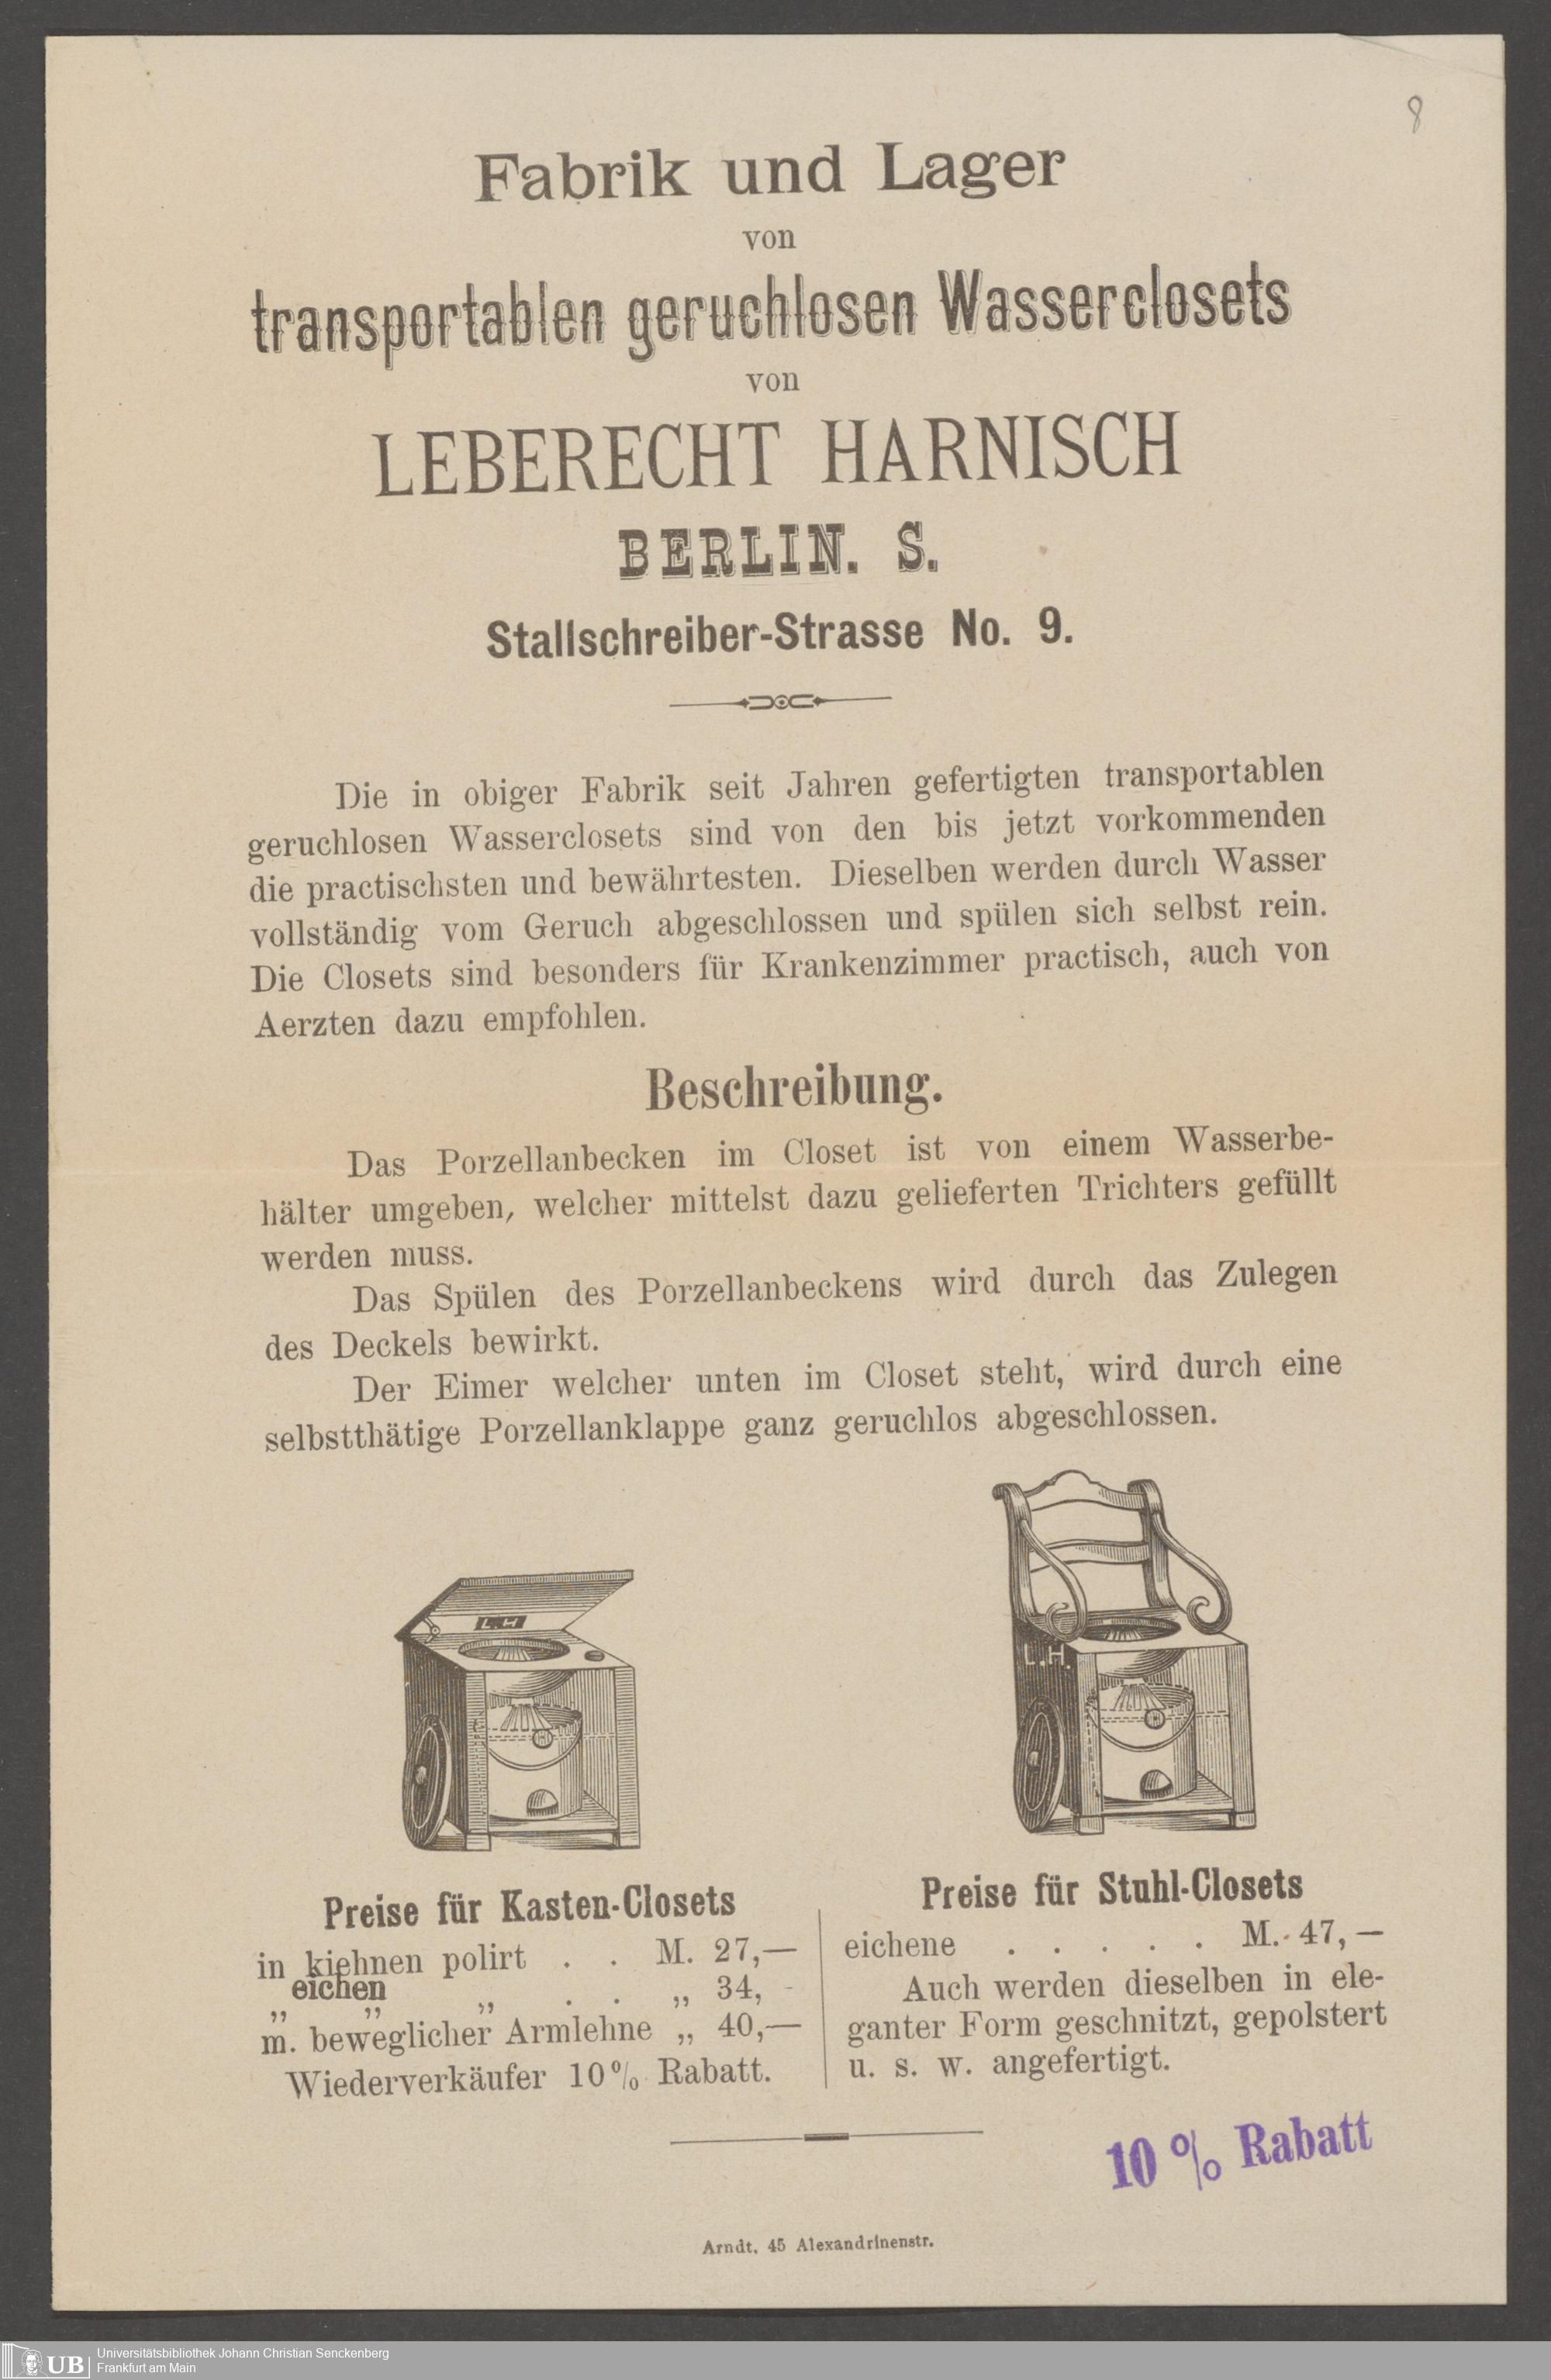 8
Fabrik und Lager
von
transportablen geruchlosen Wasserclosets
von
LEBERECHT HARNISCH
BERLIN. S.
Stallschreiber-Strasse No. 9.
Die in obiger Fabrik seit Jahren gefertigten transportablen
geruchlosen Wasserclosets sind von den bis jetzt vorkommenden
die practischsten und bewährtesten. Dieselben werden durch Wasser
vollständig vom Geruch abgeschlossen und spülen sich selbst rein.
Die Closets sind besonders für Krankenzimmer practisch, auch von
Aerzten dazu empfohlen.
Beschreibung.
Das Porzellanbecken im Closet ist von einem Wasserbe-
hälter umgeben, welcher mittelst dazu gelieferten Trichters gefüllt
werden muss.
Das Spülen des Porzellanbeckens wird durch das Zulegen
des Deckels bewirkt.
Der Eimer welcher unten im Closet steht, wird durch eine
selbstthätige Porzellanklappe ganz geruchlos abgeschlossen.
L.H
L.H.
Preise für Kasten-Closets
in kiehnen polirt . . M. 27,—
eichen
„ „ „ . . „ 34, -
m. beweglicher Armlehne „ 40,—
Wiederverkäufer 10% Rabatt.
Preise für Stuhl-Closets
eichene . . . . . M. 47,—
Auch werden dieselben in ele-
ganter Form geschnitzt, gepolstert
u. s. w. angefertigt.
10 % Rabatt
Arndt, 45 Alexandrinenstr.
UB
Universitätsbibliothek Johann Christian Senckenberg
Frankfurt am Main